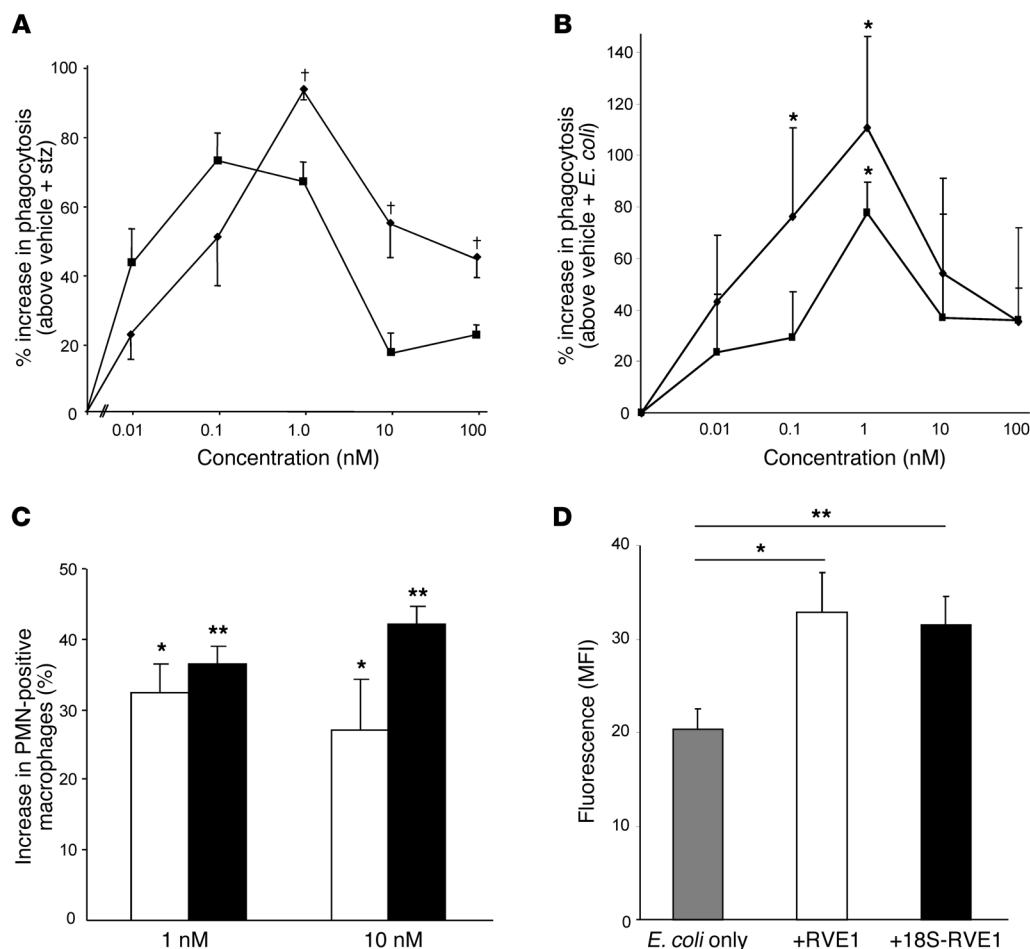 A
% increase in phagocytosis
(above vehicle + stz)
100
80
60
40
20
0
†
†
†
0.01 0.1 1.0 10 100
Concentration (nM)
B
% increase in phagocytosis
(above vehicle + E. coli)
140
120
100
80
60
40
20
0
*
*
*
0.01 0.1 1 10 100
Concentration (nM)
C
Increase in PMN-positive
macrophages (%)
50
40
30
20
10
0
* **
* **
1 nM 10 nM
D
Fluorescence (MFI)
40
30
20
10
0
**
*
E. coli only +RVE1 +18S-RVE1